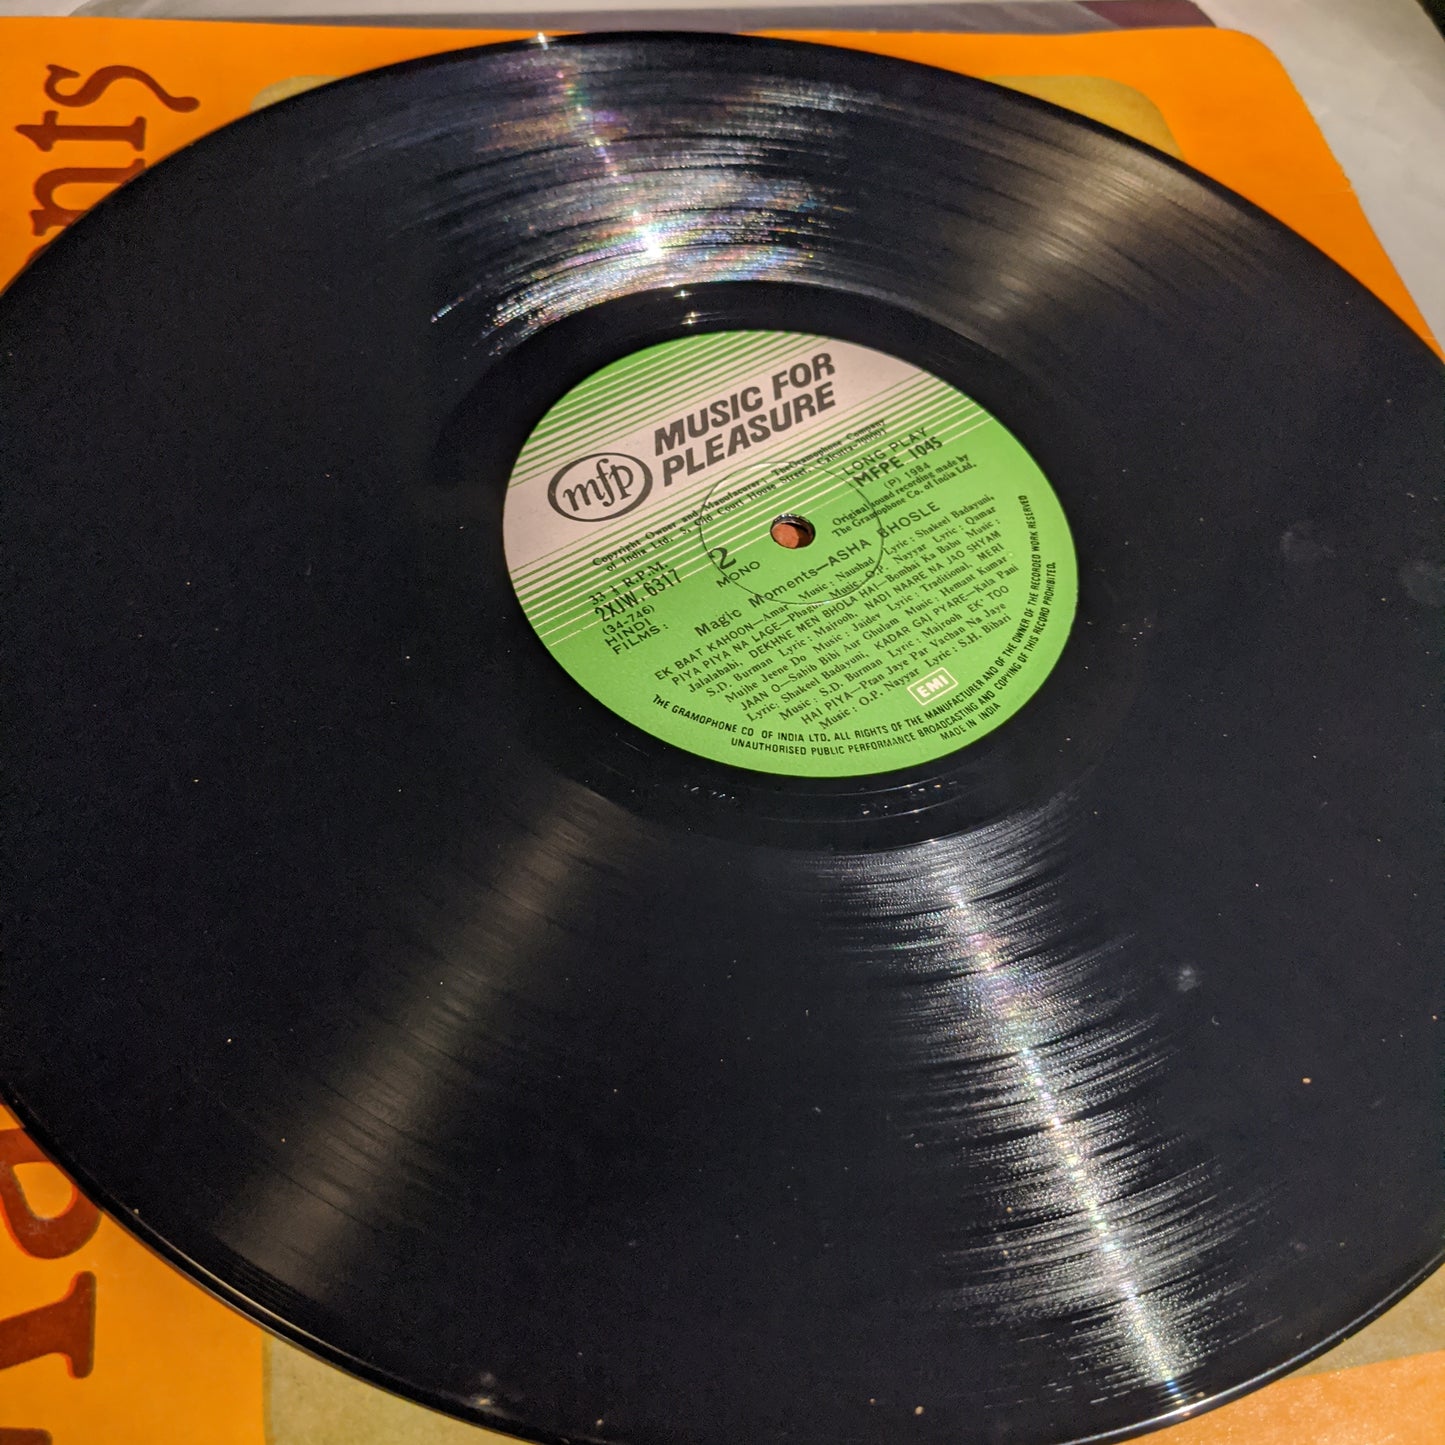 nts
MUSIC FOR
PLEASURE
mfp
Copyright Owner and Manufacturer : The Gramophone Company
of India Ltd. 5, Old Court House Street, Calcutta-700001
33 ⅓ R.P.M.
2XJW. 6317
(34-746)
HINDI
FILMS :
2
MONO
LONG PLAY
MFPE 1045
(P) 1984
Original sound recording made by
The Gramophone Co. of India Ltd.
Magic Moments—ASHA BHOSLE
EK BAAT KAHOON—Amar Music : Naushad Lyric : Shakeel Badayuni,
PIYA PIYA NA LAGE—Phagun Music : O.P. Nayyar Lyric : Qamar
Jalalabahi, DEKHNE MEN BHOLA HAI—Bombai Ka Babu Music :
S.D. Burman Lyric : Mairooh, NADI NAARE NA JAO SHYAM
Mujhe Jeene Do Music : Jaidev Lyric : Traditional, MERI
JAAN O—Sahib Bibi Aur Ghulam Music : Hemant Kumar
Lyric: Shakeel Badayuni, KADAR GAI PYARE—Kala Pani
Music : S.D. Burman Lyric : Mairooh EK' TOO
HAI PIYA—Pran Jaye Par Vachan Na Jaye
Music : O.P. Nayyar Lyric : S.H. Bihari
EMI
THE GRAMOPHONE CO OF INDIA LTD. ALL RIGHTS OF THE MANUFACTURER AND OF THE OWNER OF THE RECORDED WORK RESERVED
UNAUTHORISED PUBLIC PERFORMANCE BROADCASTING AND COPYING OF THIS RECORD PROHIBITED.
MADE IN INDIA